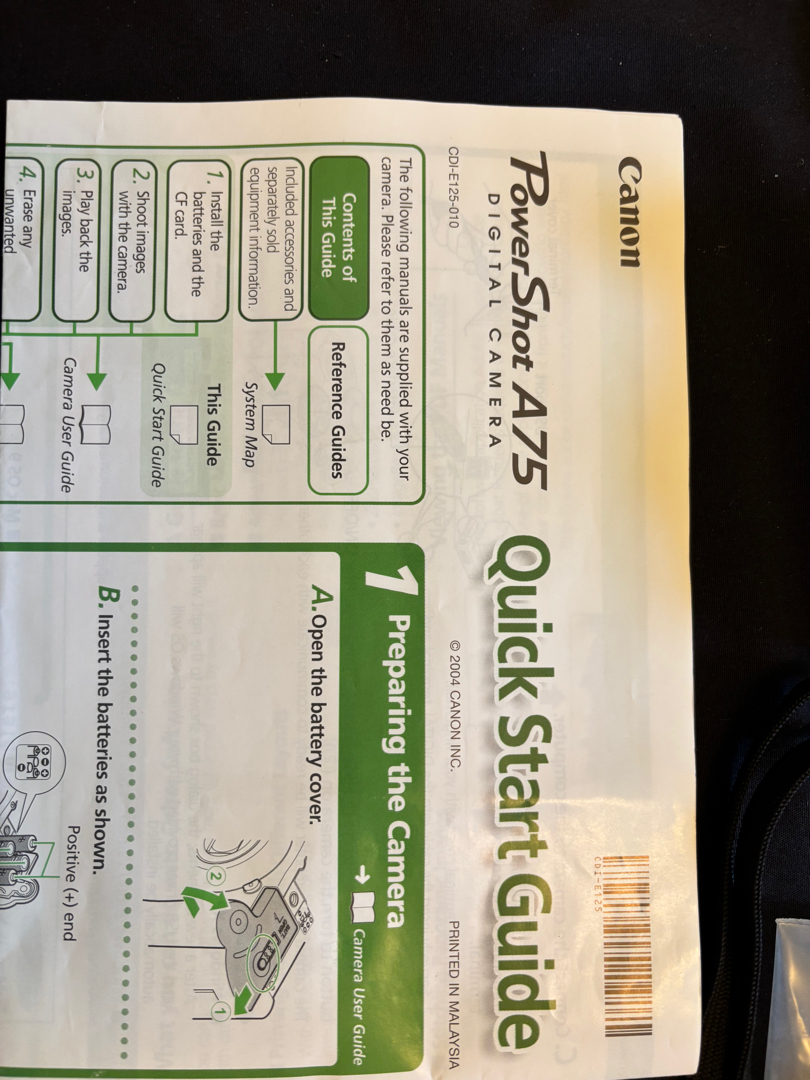 Canon
PowerShot A75
DIGITAL CAMERA
Quick Start Guide
CDI-E125
CDI-E125-010
© 2004 CANON INC.
PRINTED IN MALAYSIA
The following manuals are supplied with your
camera. Please refer to them as need be.
Contents of
This Guide
Reference Guides
Included accessories and
separately sold
equipment information.
System Map
1. Install the
batteries and the
CF card.
This Guide
Quick Start Guide
2. Shoot images
with the camera.
3. Play back the
images.
Camera User Guide
4. Erase any
unwanted
1 Preparing the Camera
Camera User Guide
A. Open the battery cover.
2
1
B. Insert the batteries as shown.
Positive (+) end